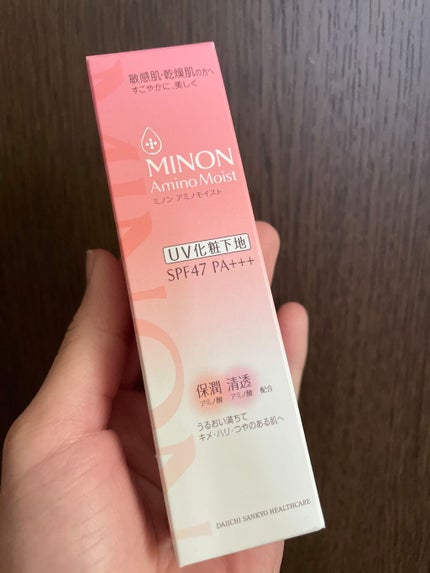 敏感肌・乾燥肌の方へ
すこやかに、美しく
MINON
Amino Moist
ミノン アミノモイスト
UV化粧下地
SPF47 PA+++
保潤 清透 配合
アミノ酸 アミノ酸
うるおい満ちて
キメ・ハリ・つやのある肌へ
DAIICHI SANKYO HEALTHCARE
MINON